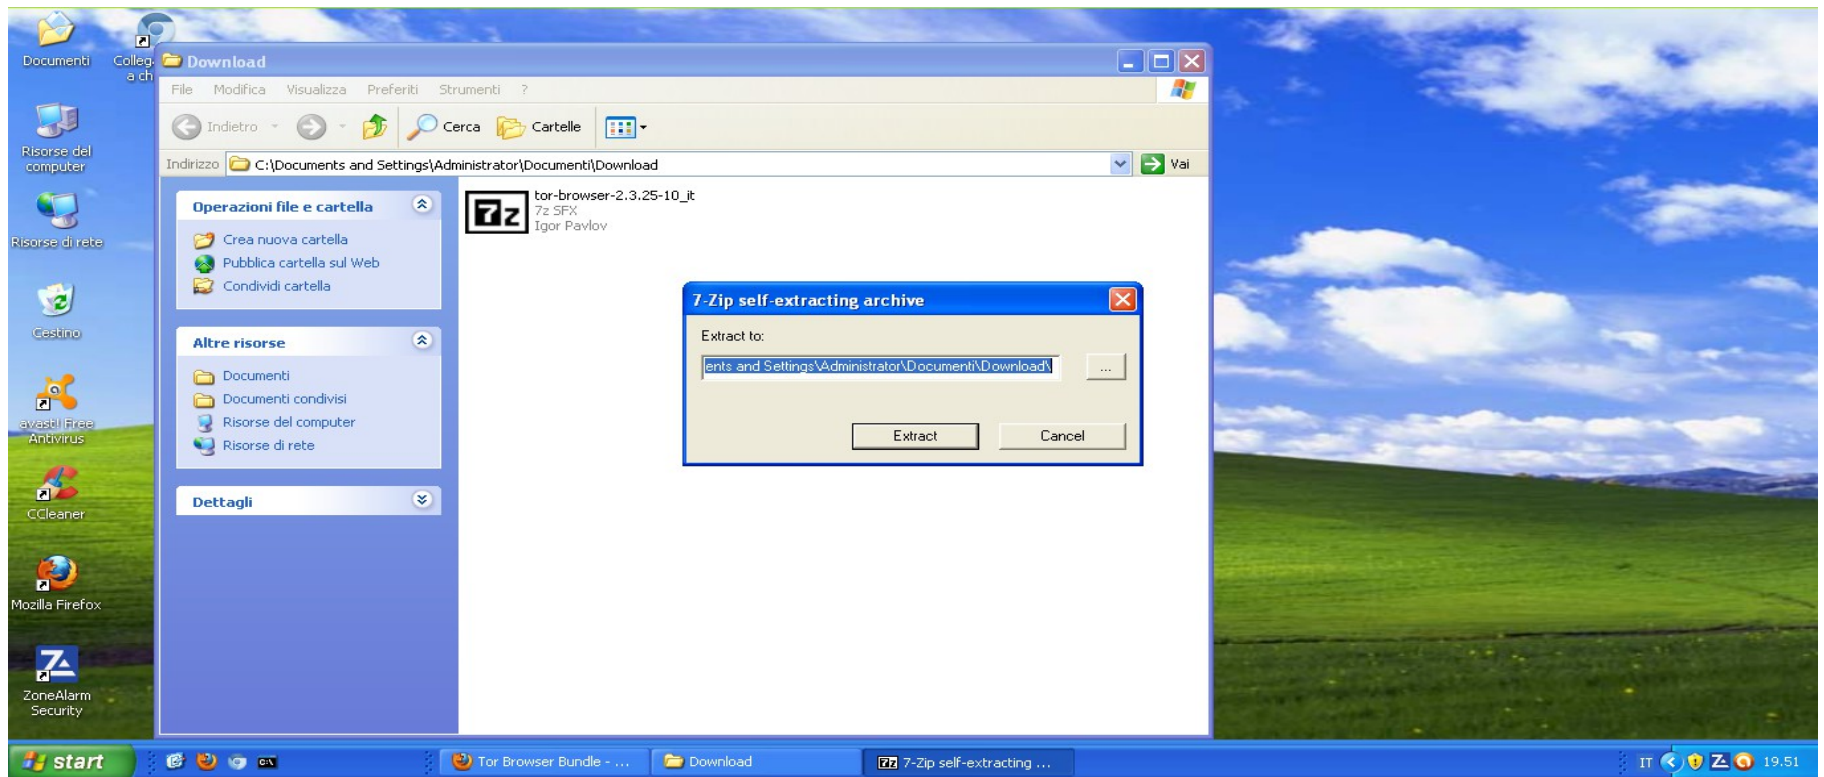 Documenti
Colleg
a ch
Risorse del
computer
Risorse di rete
Cestino
avast! Free
Antivirus
CCleaner
Mozilla Firefox
ZoneAlarm
Security
Download
File Modifica Visualizza Preferiti Strumenti ?
Indietro Cerca Cartelle
Indirizzo C:\Documents and Settings\Administrator\Documenti\Download Vai
Operazioni file e cartella
Crea nuova cartella
Pubblica cartella sul Web
Condividi cartella
Altre risorse
Documenti
Documenti condivisi
Risorse del computer
Risorse di rete
Dettagli
7z
tor-browser-2.3.25-10_it
7z SFX
Igor Pavlov
7-Zip self-extracting archive
Extract to:
ents and Settings\Administrator\Documenti\Download\
...
Extract Cancel
start Tor Browser Bundle - ... Download 7z 7-Zip self-extracting ... IT 19.51